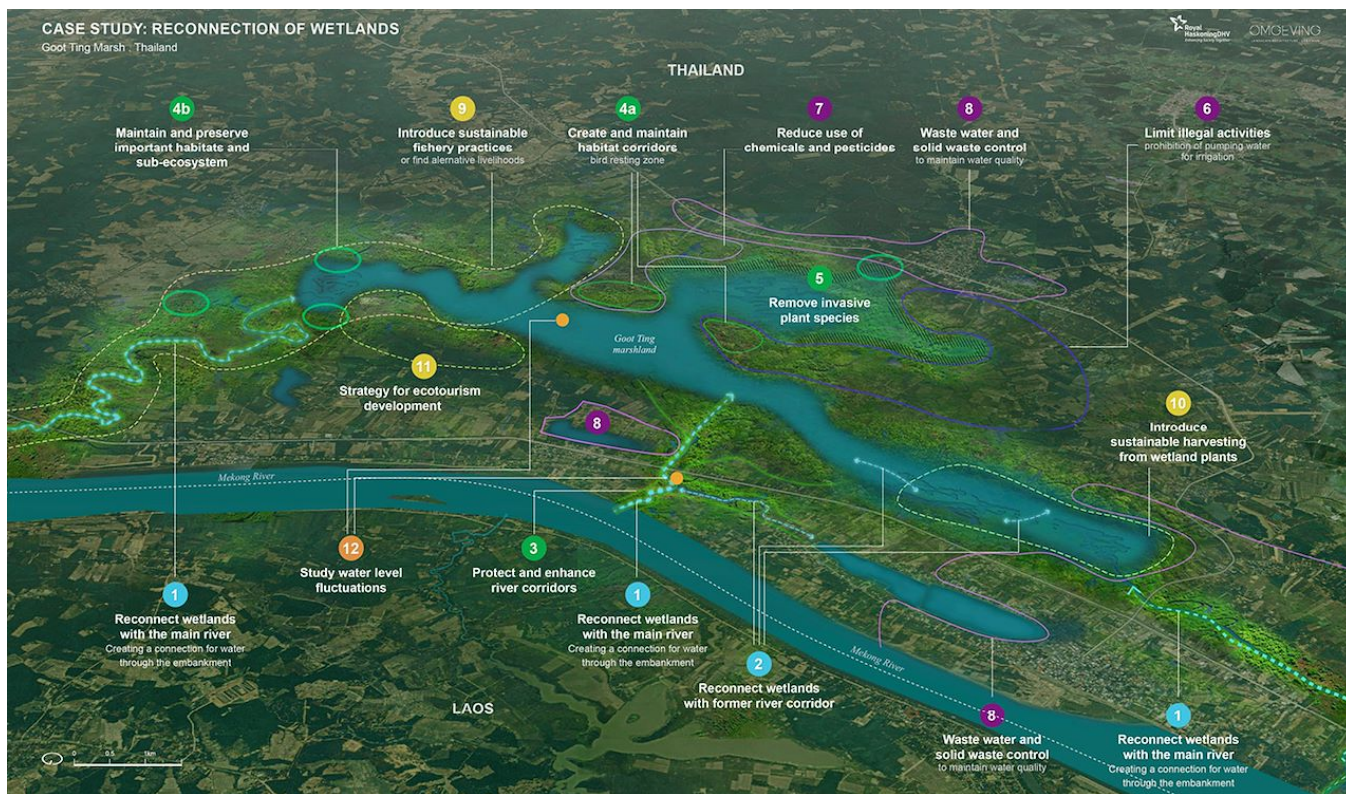 CASE STUDY: RECONNECTION OF WETLANDS
Goot Ting Marsh . Thailand
Royal
HaskoningDHV
Enhancing Society Together
OMGEVING
THAILAND
4b
Maintain and preserve
important habitats and
sub-ecosystem
9
Introduce sustainable
fishery practices
or find alernative livelihoods
4a
Create and maintain
habitat corridors
bird resting zone
7
Reduce use of
chemicals and pesticides
8
Waste water and
solid waste control
to maintain water quality
6
Limit illegal activities
prohibition of pumping water
for irrigation
5
Remove invasive
plant species
Goot Ting
marshland
11
Strategy for ecotourism
development
8
10
Introduce
sustainable harvesting
from wetland plants
Mekong River
12
Study water level
fluctuations
3
Protect and enhance
river corridors
1
Reconnect wetlands
with the main river
Creating a connection for water
through the embankment
1
Reconnect wetlands
with the main river
Creating a connection for water
through the embankment
2
Reconnect wetlands
with former river corridor
Mekong River
LAOS
8
Waste water and
solid waste control
to maintain water quality
1
Reconnect wetlands
with the main river
Creating a connection for water
through the embankment
0 0.5 1km